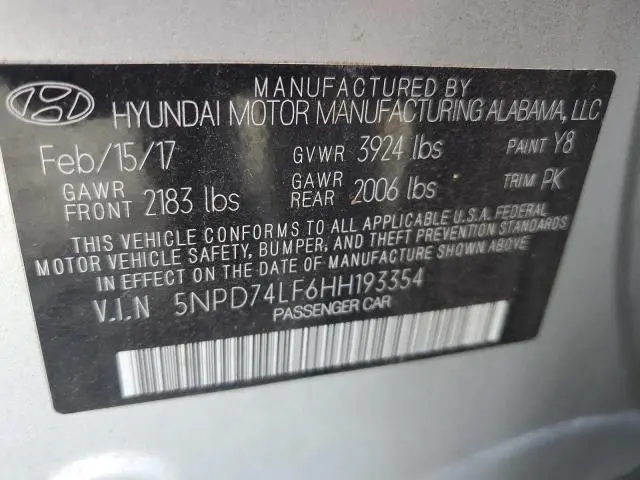 MANUFACTURED BY
HYUNDAI MOTOR MANUFACTURING ALABAMA, LLC
Feb/15/17 GVWR 3924 lbs PAINT Y8
GAWR FRONT 2183 lbs GAWR REAR 2006 lbs TRIM PK
THIS VEHICLE CONFORMS TO ALL APPLICABLE U.S.A. FEDERAL
MOTOR VEHICLE SAFETY, BUMPER, AND THEFT PREVENTION STANDARDS
IN EFFECT ON THE DATE OF MANUFACTURE SHOWN ABOVE
V.I.N 5NPD74LF6HH193354
PASSENGER CAR